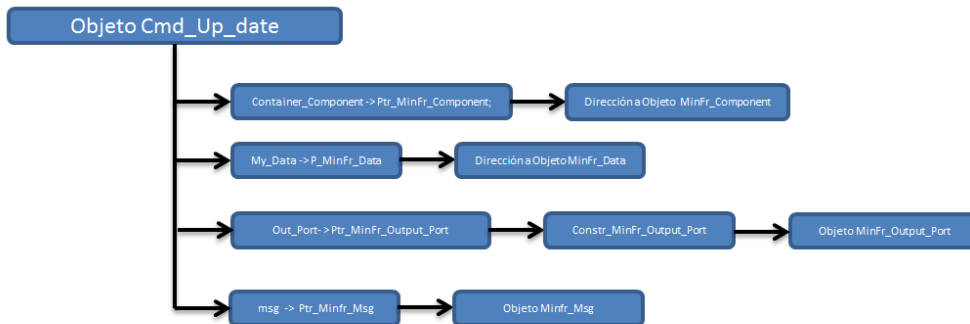 Objeto Cmd_Up_date
Container_Component -> Ptr_MinFr_Component;
Dirección a Objeto MinFr_Component
My_Data -> P_MinFr_Data
Dirección a Objeto MinFr_Data
Out_Port-> Ptr_MinFr_Output_Port
Constr_MinFr_Output_Port
Objeto MinFr_Output_Port
msg -> Ptr_Minfr_Msg
Objeto Minfr_Msg